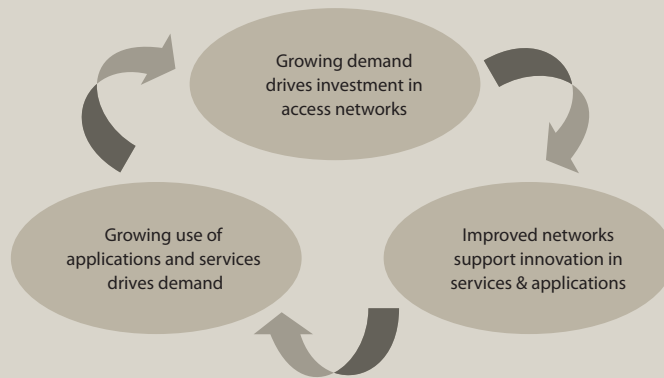 Growing demand
drives investment in
access networks
Improved networks
support innovation in
services & applications
Growing use of
applications and services
drives demand